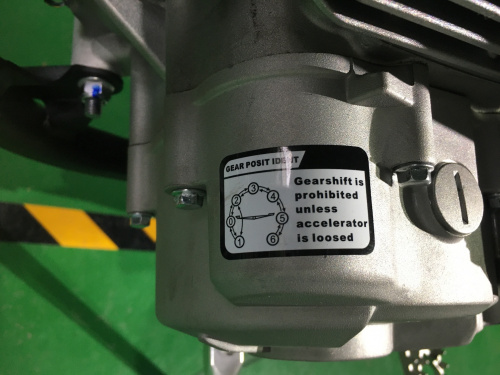 GEAR POSIT IDENT
Gearshift is
prohibited
unless
accelerator
is loosed
3
2 4
0 5
1 6